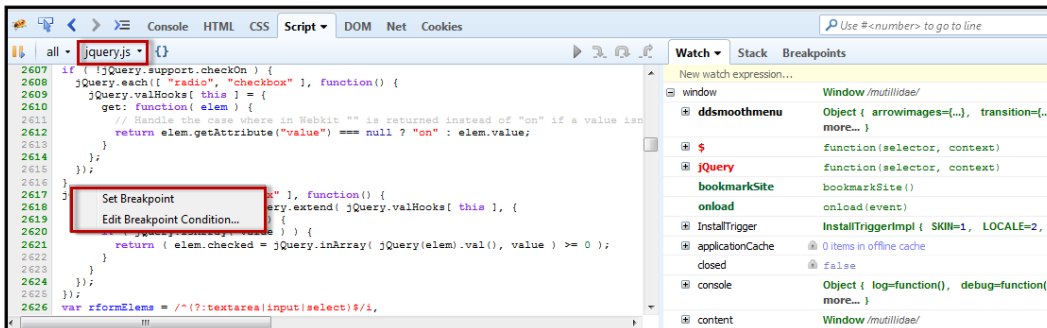 Console HTML CSS Script DOM Net Cookies
Use #<number> to go to line
all jquery.js {}
Watch Stack Breakpoints
New watch expression...
2607 if ( !jQuery.support.checkOn ) {
2608 jQuery.each([ "radio", "checkbox" ], function() {
2609 jQuery.valHooks[ this ] = {
2610 get: function( elem ) {
2611 // Handle the case where in Webkit "" is returned instead of "on" if a value isn
2612 return elem.getAttribute("value") === null ? "on" : elem.value;
2613 }
2614 };
2615 });
2616 }
2617 j x" ], function() {
2618 ery.extend( jQuery.valHooks[ this ], {
2619 ) {
2620 if ( jQuery.isArray( value ) ) {
2621 return ( elem.checked = jQuery.inArray( jQuery(elem).val(), value ) >= 0 );
2622 }
2623 }
2624 });
2625 });
2626 var rformElems = /^(?:textarea|input|select)$/i,
Set Breakpoint
Edit Breakpoint Condition...
window Window /mutillidae/
ddsmoothmenu Object { arrowimages={...}, transition={...
more... }
$ function(selector, context)
jQuery function(selector, context)
bookmarkSite bookmarkSite()
onload onload(event)
InstallTrigger InstallTriggerImpl { SKIN=1, LOCALE=2,
applicationCache 0 items in offline cache
closed false
console Object { log=function(), debug=function(
more... }
content Window /mutillidae/